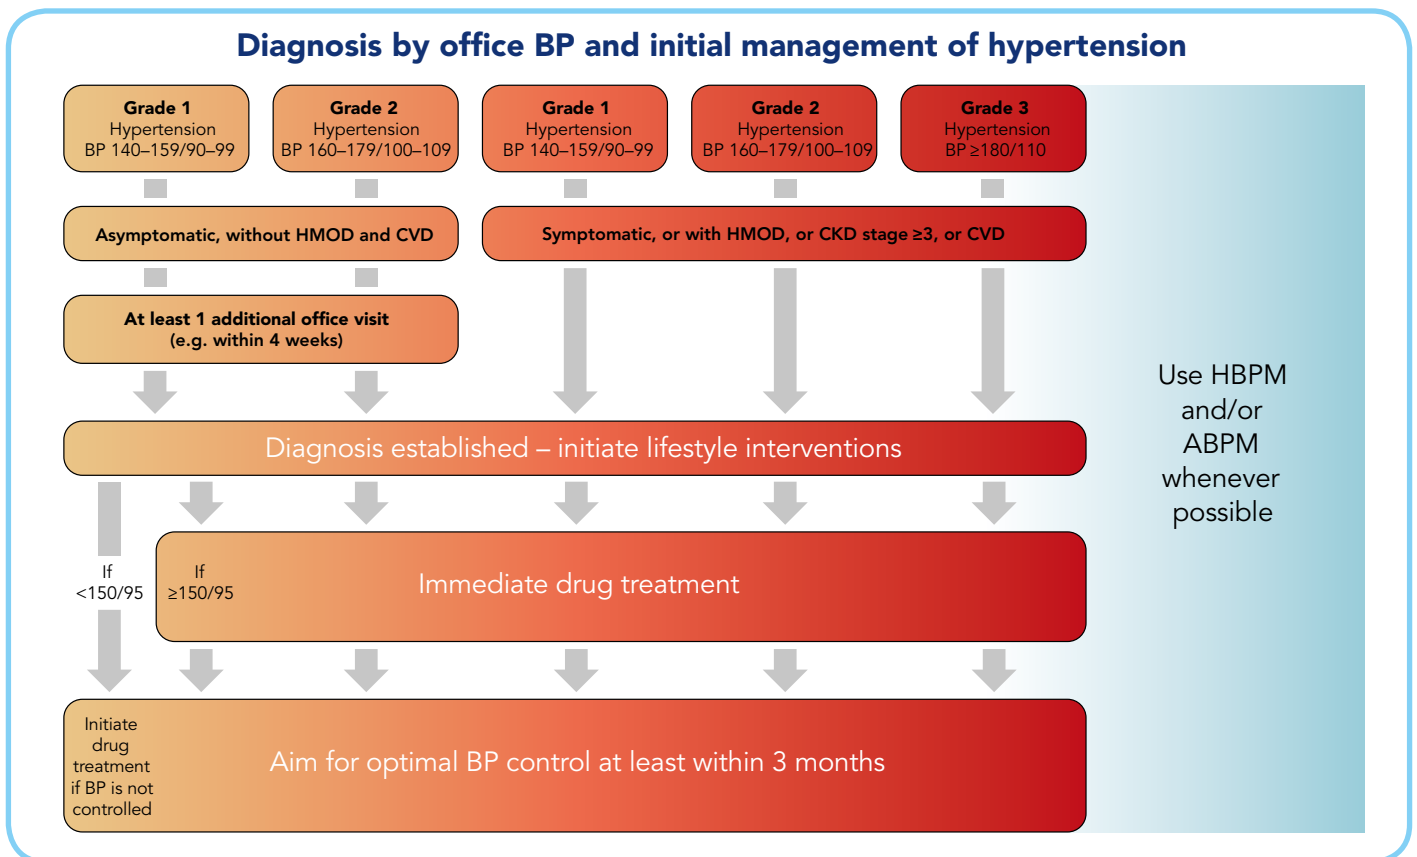 Diagnosis by office BP and initial management of hypertension
Grade 1
Hypertension
BP 140–159/90–99
Grade 2
Hypertension
BP 160–179/100–109
Grade 1
Hypertension
BP 140–159/90–99
Grade 2
Hypertension
BP 160–179/100–109
Grade 3
Hypertension
BP ≥180/110
Asymptomatic, without HMOD and CVD
Symptomatic, or with HMOD, or CKD stage ≥3, or CVD
At least 1 additional office visit
(e.g. within 4 weeks)
Diagnosis established – initiate lifestyle interventions
If
<150/95
If
≥150/95
Immediate drug treatment
Initiate
drug
treatment
if BP is not
controlled
Aim for optimal BP control at least within 3 months
Use HBPM
and/or
ABPM
whenever
possible